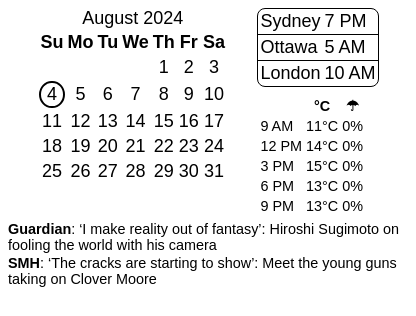 August 2024
Su Mo Tu We Th Fr Sa
1 2 3
4 5 6 7 8 9 10
11 12 13 14 15 16 17
18 19 20 21 22 23 24
25 26 27 28 29 30 31
Sydney 7 PM
Ottawa 5 AM
London 10 AM
°C ☂
9 AM 11°C 0%
12 PM 14°C 0%
3 PM 15°C 0%
6 PM 13°C 0%
9 PM 13°C 0%
Guardian: ‘I make reality out of fantasy’: Hiroshi Sugimoto on
fooling the world with his camera
SMH: ‘The cracks are starting to show’: Meet the young guns
taking on Clover Moore